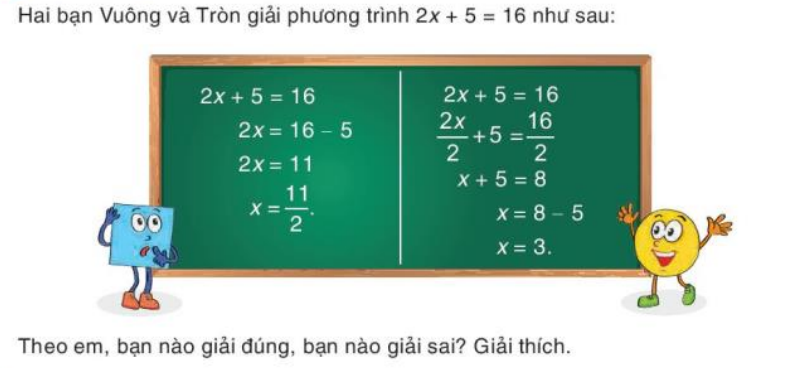 Hai bạn Vuông và Tròn giải phương trình 2x + 5 = 16 như sau:
2x + 5 = 16
2x = 16 – 5
2x = 11
x = 11/2.
2x + 5 = 16
2x/2 + 5 = 16/2
x + 5 = 8
x = 8 – 5
x = 3.
Theo em, bạn nào giải đúng, bạn nào giải sai? Giải thích.